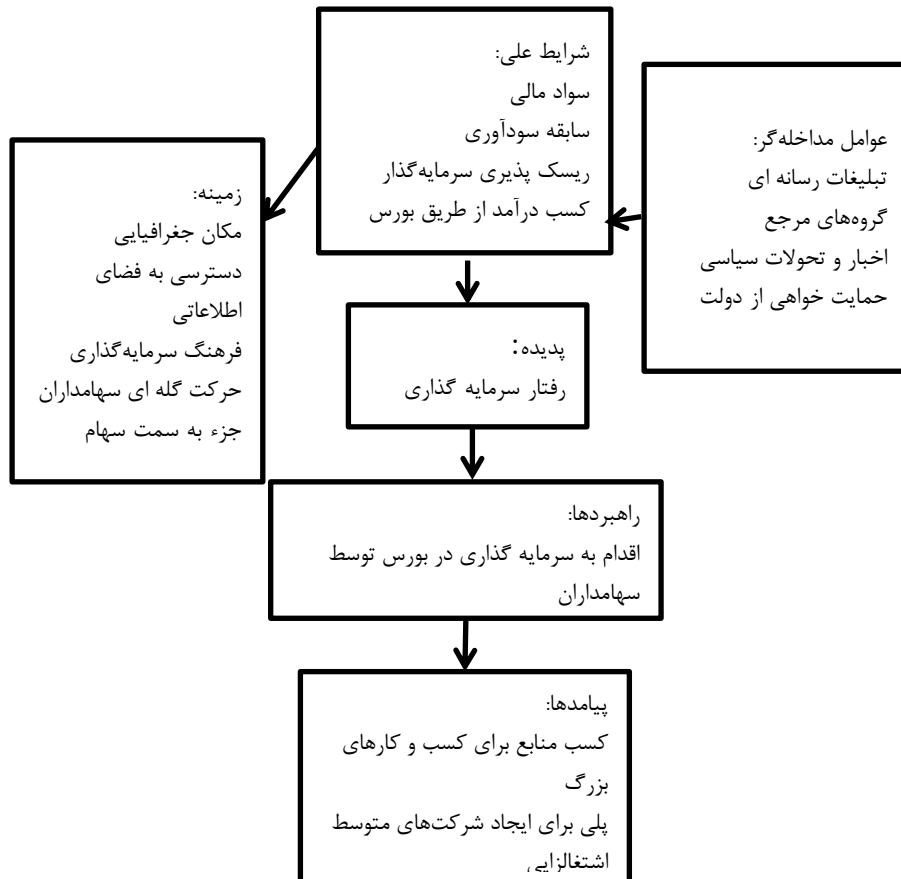 شرایط علی:
سواد مالی
سابقه سودآوری
ریسک پذیری سرمایه‌گذار
کسب درآمد از طریق بورس
عوامل مداخله‌گر:
تبلیغات رسانه ای
گروه‌های مرجع
اخبار و تحولات سیاسی
حمایت خواهی از دولت
زمینه:
مکان جغرافیایی
دسترسی به فضای
اطلاعاتی
فرهنگ سرمایه‌گذاری
حرکت گله ای سهامداران
جزء به سمت سهام
پدیده:
رفتار سرمایه گذاری
راهبردها:
اقدام به سرمایه گذاری در بورس توسط
سهامداران
پیامدها:
کسب منابع برای کسب و کارهای
بزرگ
پلی برای ایجاد شرکت‌های متوسط
اشتغالزایی